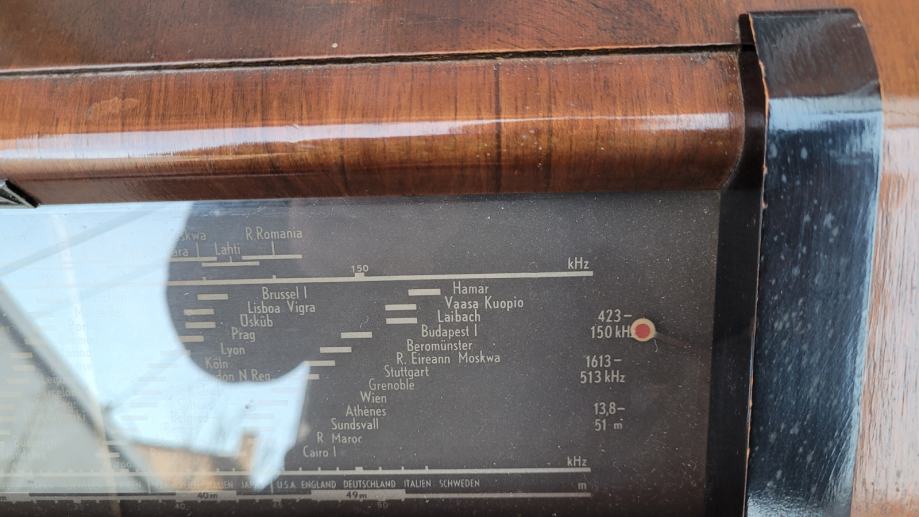 R.Romania
Lahti
150 kHz
Brussel I Hamar
Lisboa Vigra Vaasa Kuopio
Üsküb Laibach 423–
Prag Budapest I 150 kHz
Lyon Beromünster
Köln R. Eireann Moskwa 1613–
Stuttgart 513 kHz
Grenoble
Wien
Athènes 13,8–
Sundsvall 51 m
R Maroc
Cairo I
kHz
U.S.A. ENGLAND DEUTSCHLAND ITALIEN SCHWEDEN m
40m 49m